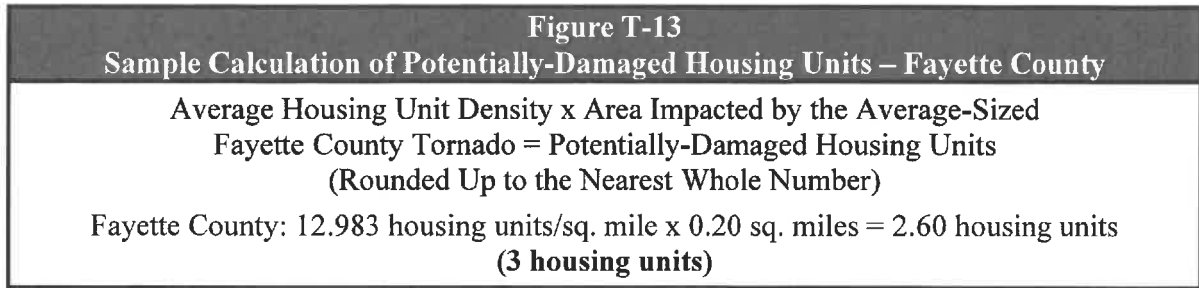 Figure T-13
Sample Calculation of Potentially-Damaged Housing Units – Fayette County
Average Housing Unit Density x Area Impacted by the Average-Sized
Fayette County Tornado = Potentially-Damaged Housing Units
(Rounded Up to the Nearest Whole Number)
Fayette County: 12.983 housing units/sq. mile x 0.20 sq. miles = 2.60 housing units
(3 housing units)